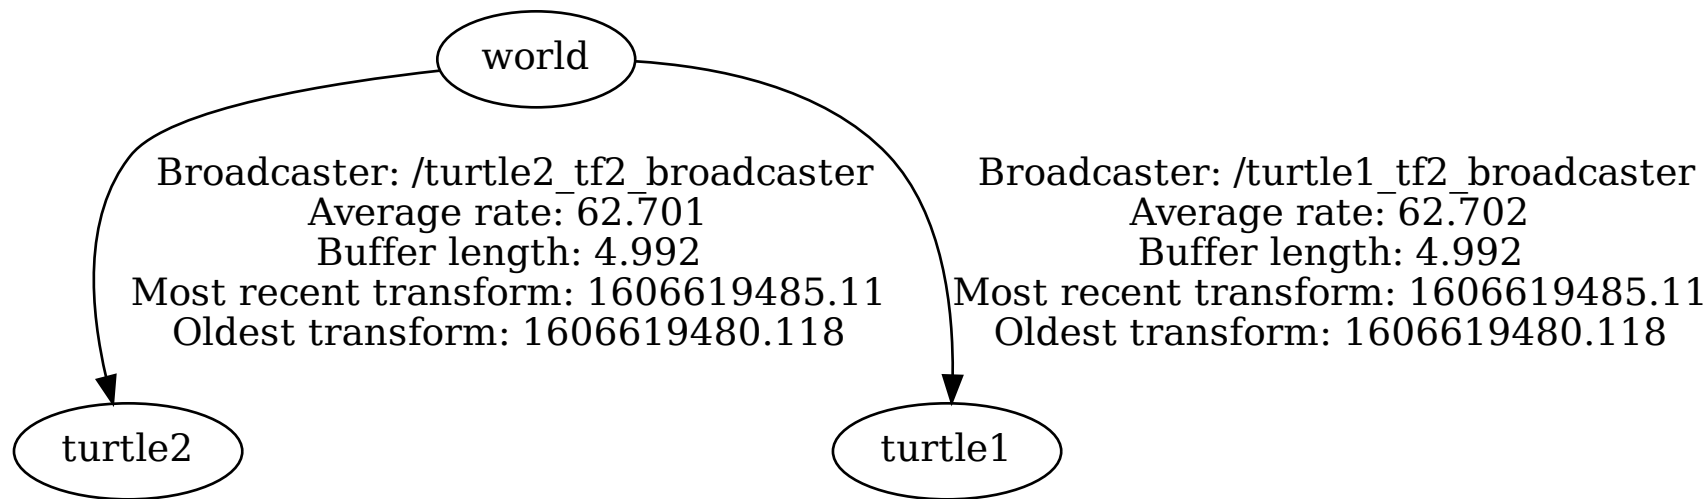 world
Broadcaster: /turtle2_tf2_broadcaster
Average rate: 62.701
Buffer length: 4.992
Most recent transform: 1606619485.11
Oldest transform: 1606619480.118
Broadcaster: /turtle1_tf2_broadcaster
Average rate: 62.702
Buffer length: 4.992
Most recent transform: 1606619485.11
Oldest transform: 1606619480.118
turtle2
turtle1